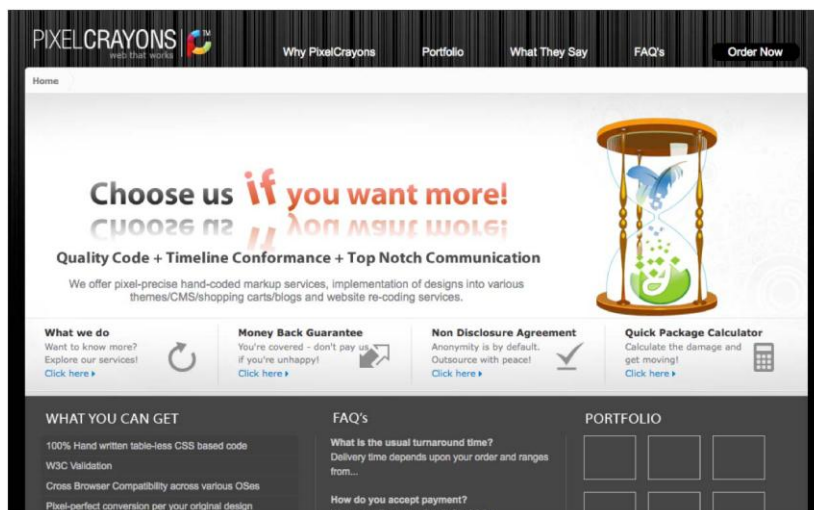 PIXELCRAYONS
TM
web that works
Why PixelCrayons
Portfolio
What They Say
FAQ's
Order Now
Home
Choose us if you want more!
Quality Code + Timeline Conformance + Top Notch Communication
We offer pixel-precise hand-coded markup services, implementation of designs into various
themes/CMS/shopping carts/blogs and website re-coding services.
What we do
Want to know more?
Explore our services!
Click here
Money Back Guarantee
You're covered - don't pay us
if you're unhappy!
Click here
Non Disclosure Agreement
Anonymity is by default.
Outsource with peace!
Click here
Quick Package Calculator
Calculate the damage and
get moving!
Click here
WHAT YOU CAN GET
100% Hand written table-less CSS based code
W3C Validation
Cross Browser Compatibility across various OSes
Pixel-perfect conversion per your original design
FAQ's
What is the usual turnaround time?
Delivery time depends upon your order and ranges
from...
How do you accept payment?
PORTFOLIO